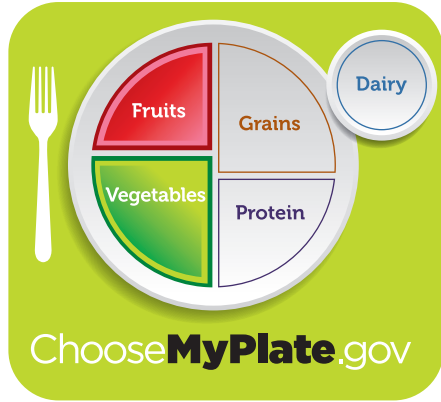 Fruits
Grains
Dairy
Vegetables
Protein
ChooseMyPlate.gov